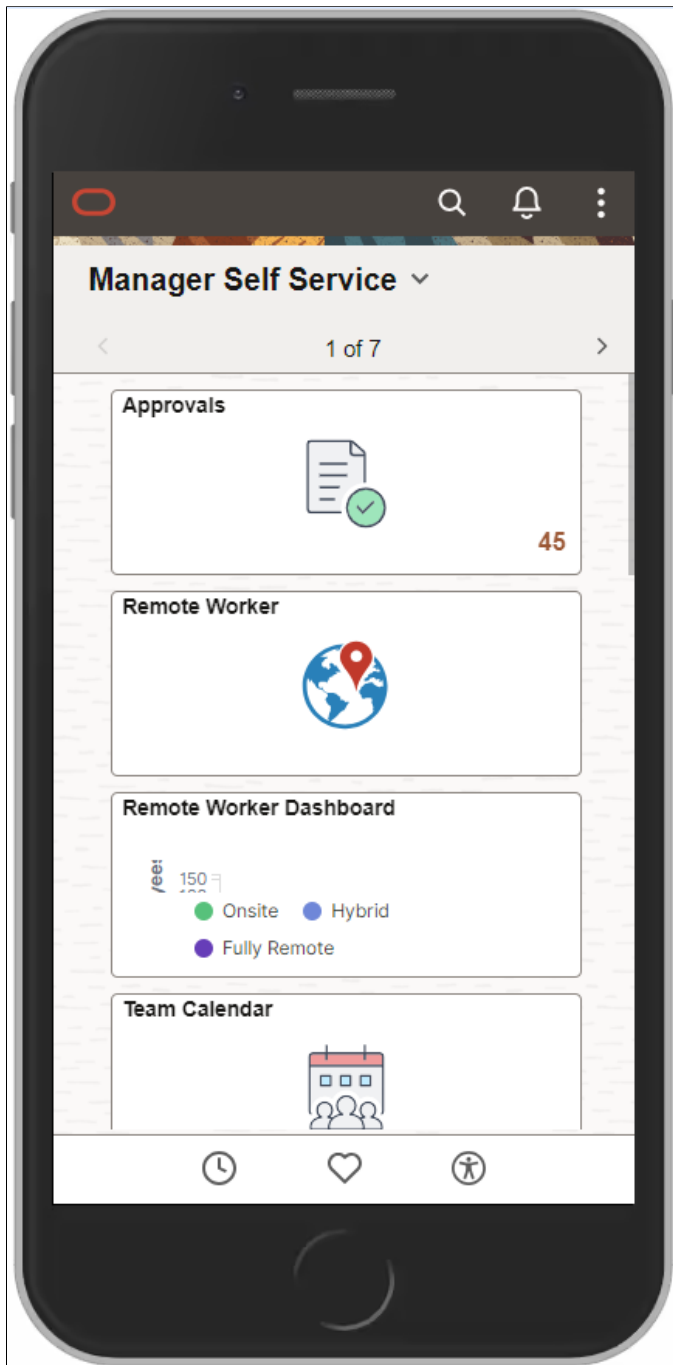 Manager Self Service
1 of 7
Approvals
45
Remote Worker
Remote Worker Dashboard
150
Onsite
Hybrid
Fully Remote
Team Calendar